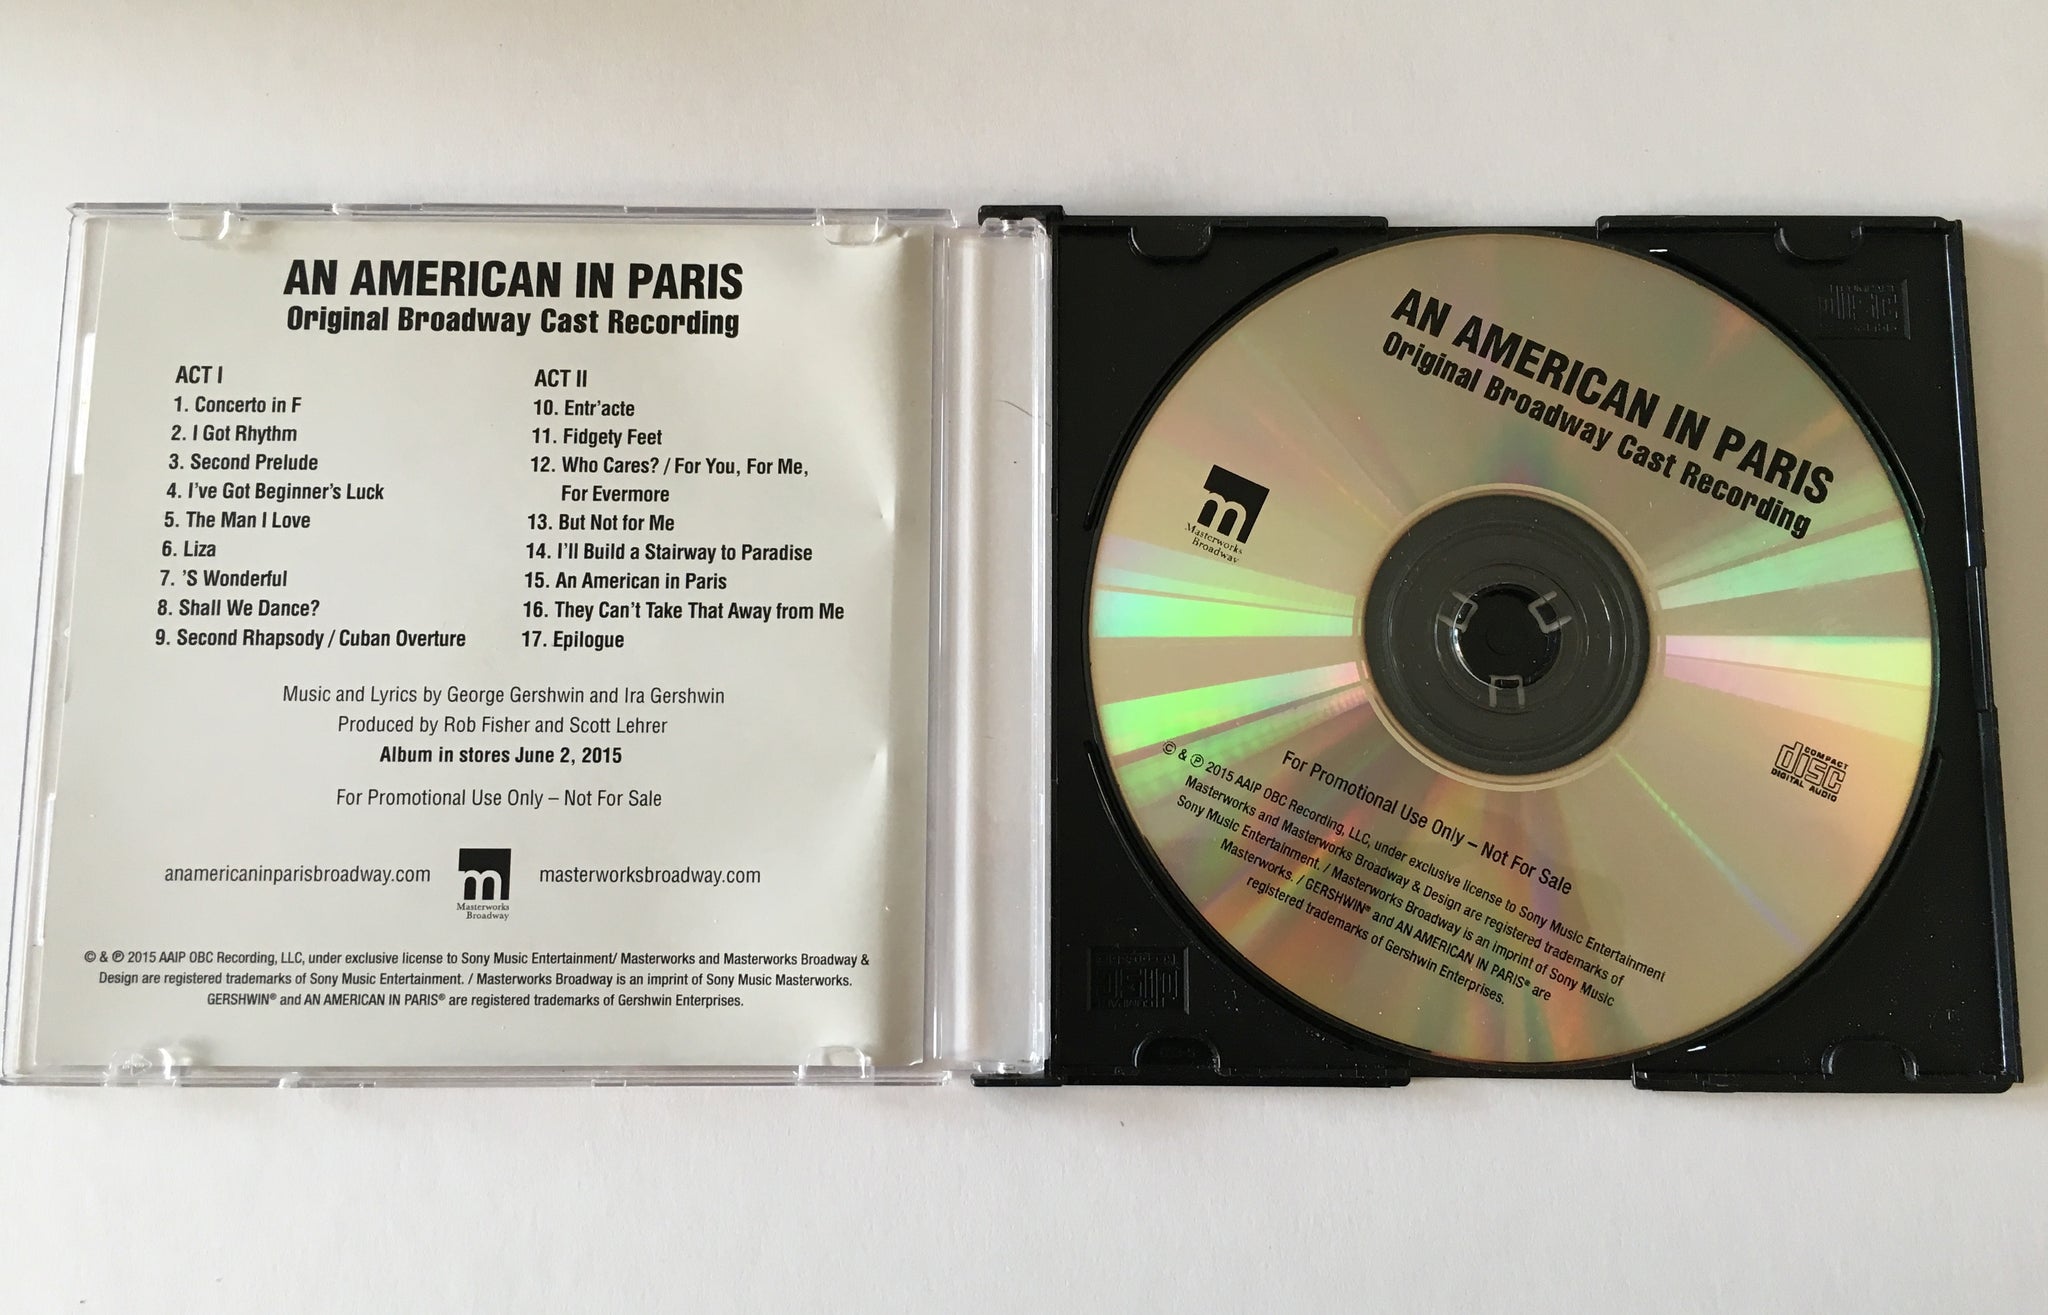 AN AMERICAN IN PARIS
Original Broadway Cast Recording
ACT I
1. Concerto in F
2. I Got Rhythm
3. Second Prelude
4. I've Got Beginner's Luck
5. The Man I Love
6. Liza
7. 'S Wonderful
8. Shall We Dance?
9. Second Rhapsody / Cuban Overture
ACT II
10. Entr'acte
11. Fidgety Feet
12. Who Cares? / For You, For Me,
For Evermore
13. But Not for Me
14. I'll Build a Stairway to Paradise
15. An American in Paris
16. They Can't Take That Away from Me
17. Epilogue
Music and Lyrics by George Gershwin and Ira Gershwin
Produced by Rob Fisher and Scott Lehrer
Album in stores June 2, 2015
For Promotional Use Only – Not For Sale
anamericaninparisbroadway.com
m
Masterworks
Broadway
masterworksbroadway.com
© & ℗ 2015 AAIP OBC Recording, LLC, under exclusive license to Sony Music Entertainment/ Masterworks and Masterworks Broadway &
Design are registered trademarks of Sony Music Entertainment. / Masterworks Broadway is an imprint of Sony Music Masterworks.
GERSHWIN® and AN AMERICAN IN PARIS® are registered trademarks of Gershwin Enterprises.
AN AMERICAN IN PARIS
Original Broadway Cast Recording
m
Masterworks
Broadway
COMPACT
disc
DIGITAL AUDIO
For Promotional Use Only – Not For Sale
© & ℗ 2015 AAIP OBC Recording, LLC, under exclusive license to Sony Music Entertainment
Masterworks and Masterworks Broadway & Design are registered trademarks of
Sony Music Entertainment. / Masterworks Broadway is an imprint of Sony Music
Masterworks. / GERSHWIN® and AN AMERICAN IN PARIS® are
registered trademarks of Gershwin Enterprises.